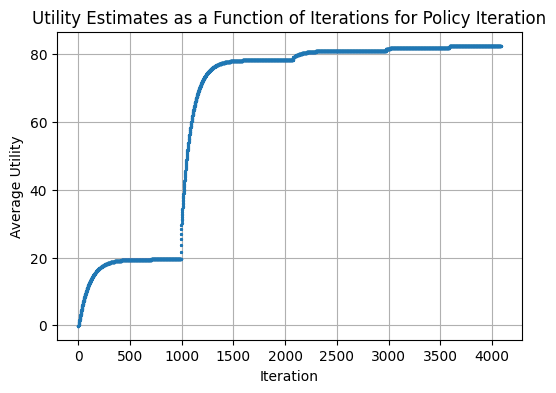 Utility Estimates as a Function of Iterations for Policy Iteration
Average Utility
80
60
40
20
0
0 500 1000 1500 2000 2500 3000 3500 4000
Iteration